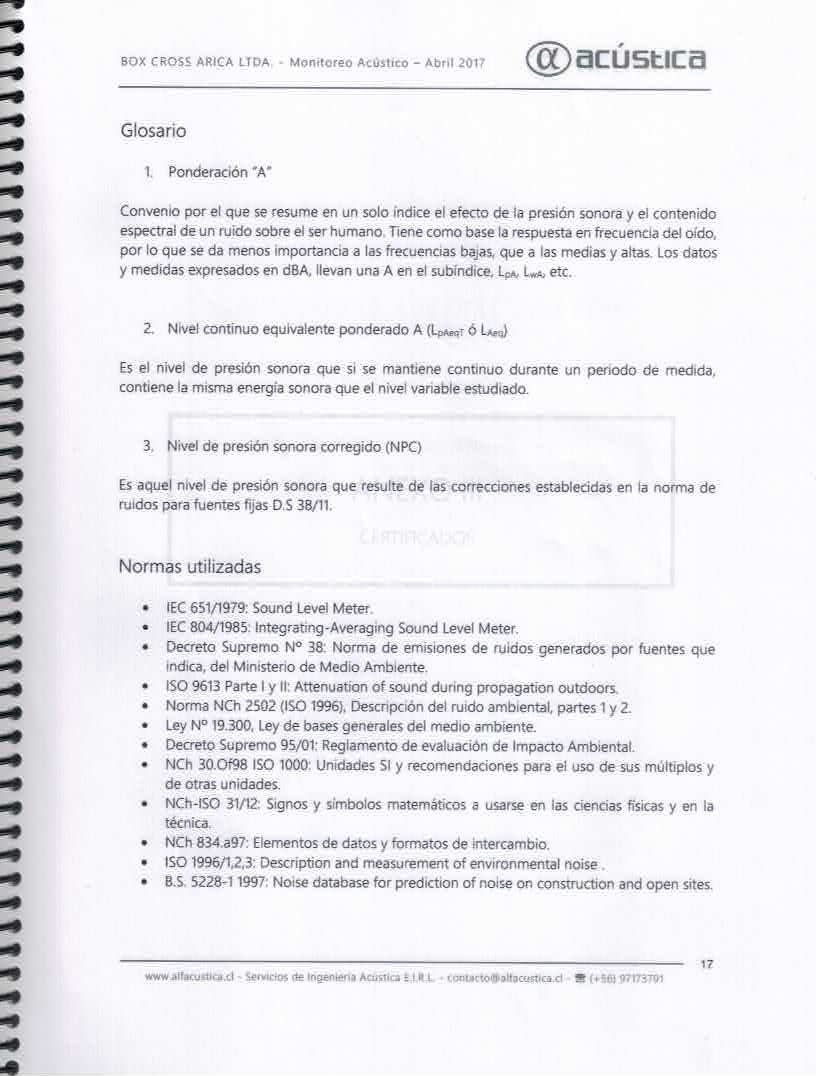 BOX CROSS ARICA LTDA. - Monitoreo Acústico – Abril 2017
α acústica
Glosario
1. Ponderación "A"
Convenio por el que se resume en un solo índice el efecto de la presión sonora y el contenido
espectral de un ruido sobre el ser humano. Tiene como base la respuesta en frecuencia del oído,
por lo que se da menos importancia a las frecuencias bajas, que a las medias y altas. Los datos
y medidas expresados en dBA, llevan una A en el subíndice, LpA, LwA, etc.
2. Nivel continuo equivalente ponderado A (LpAeqT ó LAeq)
Es el nivel de presión sonora que si se mantiene continuo durante un periodo de medida,
contiene la misma energía sonora que el nivel variable estudiado.
3. Nivel de presión sonora corregido (NPC)
Es aquel nivel de presión sonora que resulte de las correcciones establecidas en la norma de
ruidos para fuentes fijas D.S 38/11.
ANEXO III
CERTIFICADOS
Normas utilizadas
• IEC 651/1979: Sound Level Meter.
• IEC 804/1985: Integrating-Averaging Sound Level Meter.
• Decreto Supremo Nº 38: Norma de emisiones de ruidos generados por fuentes que
indica, del Ministerio de Medio Ambiente.
• ISO 9613 Parte I y II: Attenuation of sound during propagation outdoors.
• Norma NCh 2502 (ISO 1996), Descripción del ruido ambiental, partes 1 y 2.
• Ley Nº 19.300, Ley de bases generales del medio ambiente.
• Decreto Supremo 95/01: Reglamento de evaluación de Impacto Ambiental.
• NCh 30.Of98 ISO 1000: Unidades SI y recomendaciones para el uso de sus múltiplos y
de otras unidades.
• NCh-ISO 31/12: Signos y símbolos matemáticos a usarse en las ciencias físicas y en la
técnica.
• NCh 834.a97: Elementos de datos y formatos de intercambio.
• ISO 1996/1,2,3: Description and measurement of environmental noise .
• B.S. 5228-1 1997: Noise database for prediction of noise on construction and open sites.
17
www.alfacustica.cl - Servicios de Ingeniería Acústica E.I.R.L. - contacto@alfacustica.cl - ☎ (+56) 97173791